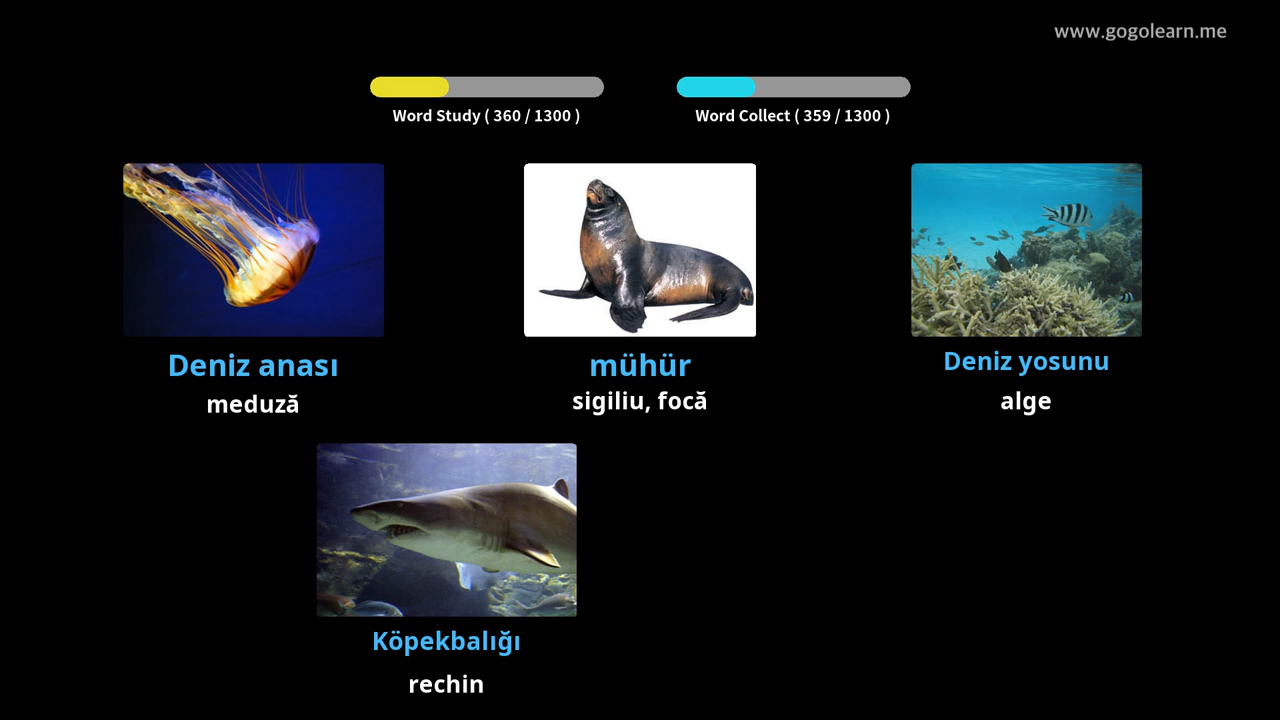 www.gogolearn.me
Word Study ( 360 / 1300 )
Word Collect ( 359 / 1300 )
Deniz anası
meduză
mühür
sigiliu, focă
Deniz yosunu
alge
Köpekbalığı
rechin